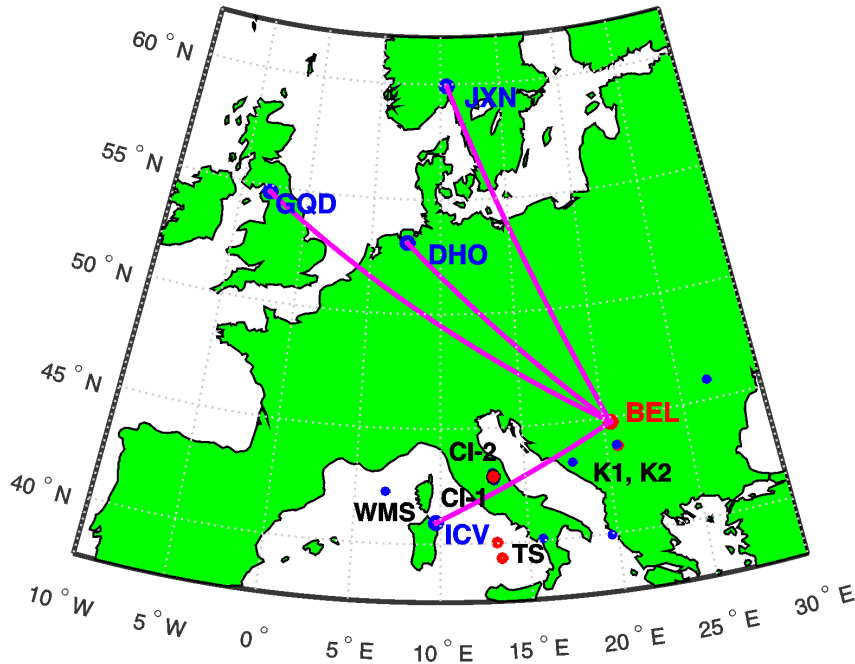 60 ° N
JXN
55 ° N
GQD
DHO
50 ° N
45 ° N
BEL
CI-2
K1, K2
40 ° N
CI-1
WMS
ICV
TS
10 ° W
5 ° W
0 °
5 ° E
10 ° E
15 ° E
20 ° E
25 ° E
30 ° E